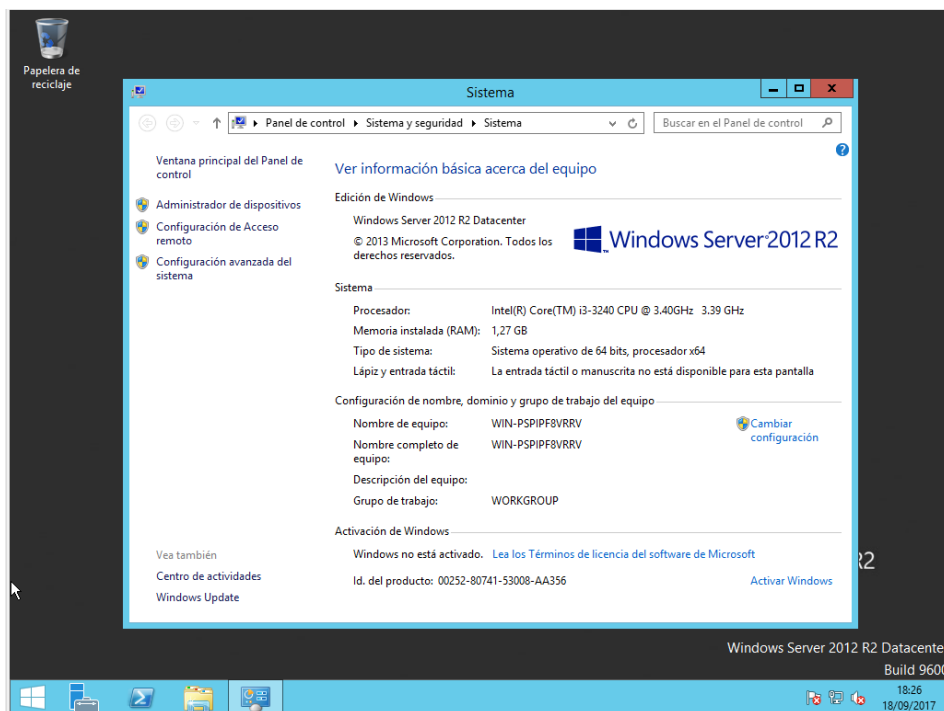 Papelera de
reciclaje
Sistema
Panel de control Sistema y seguridad Sistema
Buscar en el Panel de control
Ventana principal del Panel de
control
Administrador de dispositivos
Configuración de Acceso
remoto
Configuración avanzada del
sistema
Vea también
Centro de actividades
Windows Update
Ver información básica acerca del equipo
Edición de Windows
Windows Server 2012 R2 Datacenter
© 2013 Microsoft Corporation. Todos los
derechos reservados.
Windows Server 2012 R2
Sistema
Procesador: Intel(R) Core(TM) i3-3240 CPU @ 3.40GHz 3.39 GHz
Memoria instalada (RAM): 1,27 GB
Tipo de sistema: Sistema operativo de 64 bits, procesador x64
Lápiz y entrada táctil: La entrada táctil o manuscrita no está disponible para esta pantalla
Configuración de nombre, dominio y grupo de trabajo del equipo
Nombre de equipo: WIN-PSPIPF8VRRV
Cambiar
configuración
Nombre completo de
equipo: WIN-PSPIPF8VRRV
Descripción del equipo:
Grupo de trabajo: WORKGROUP
Activación de Windows
Windows no está activado. Lea los Términos de licencia del software de Microsoft
Id. del producto: 00252-80741-53008-AA356
Activar Windows
R2
Windows Server 2012 R2 Datacente
Build 9600
18:26
18/09/2017